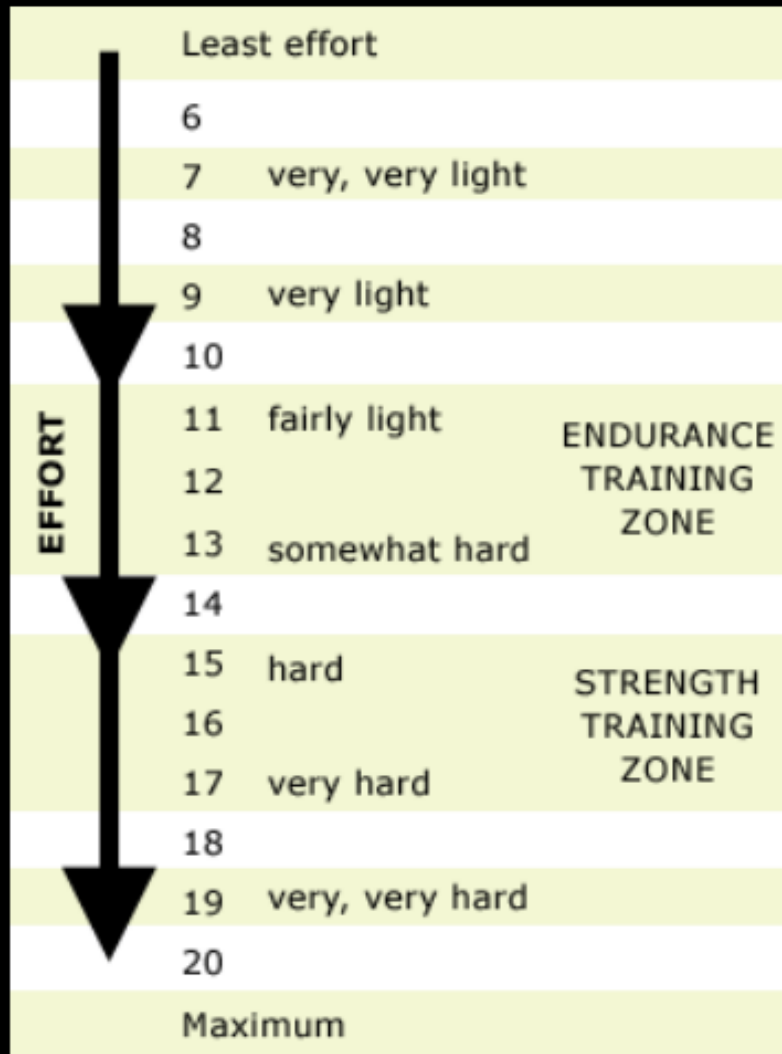 Least effort
6
7 very, very light
8
9 very light
10
EFFORT
11 fairly light
12
13 somewhat hard
ENDURANCE
TRAINING
ZONE
14
15 hard
16
17 very hard
STRENGTH
TRAINING
ZONE
18
19 very, very hard
20
Maximum